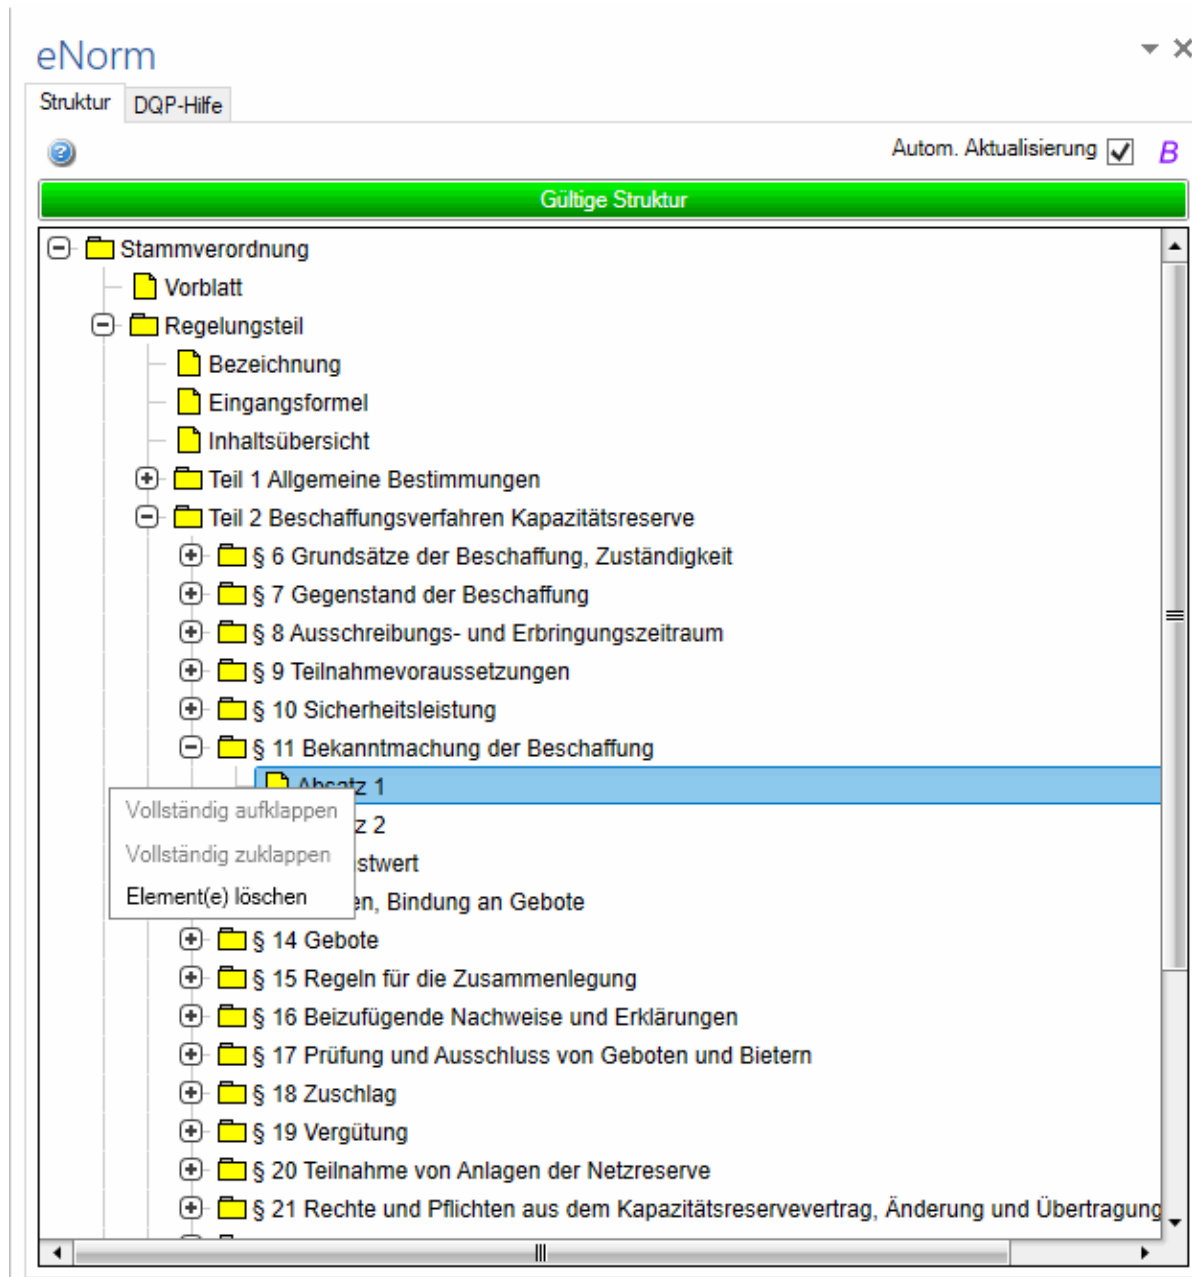 eNorm
Struktur DQP-Hilfe
Autom. Aktualisierung B
Gültige Struktur
Stammverordnung
Vorblatt
Regelungsteil
Bezeichnung
Eingangsformel
Inhaltsübersicht
Teil 1 Allgemeine Bestimmungen
Teil 2 Beschaffungsverfahren Kapazitätsreserve
§ 6 Grundsätze der Beschaffung, Zuständigkeit
§ 7 Gegenstand der Beschaffung
§ 8 Ausschreibungs- und Erbringungszeitraum
§ 9 Teilnahmevoraussetzungen
§ 10 Sicherheitsleistung
§ 11 Bekanntmachung der Beschaffung
Absatz 1
Vollständig aufklappen
z 2
Vollständig zuklappen
stwert
Element(e) löschen
en, Bindung an Gebote
§ 14 Gebote
§ 15 Regeln für die Zusammenlegung
§ 16 Beizufügende Nachweise und Erklärungen
§ 17 Prüfung und Ausschluss von Geboten und Bietern
§ 18 Zuschlag
§ 19 Vergütung
§ 20 Teilnahme von Anlagen der Netzreserve
§ 21 Rechte und Pflichten aus dem Kapazitätsreservevertrag, Änderung und Übertragung